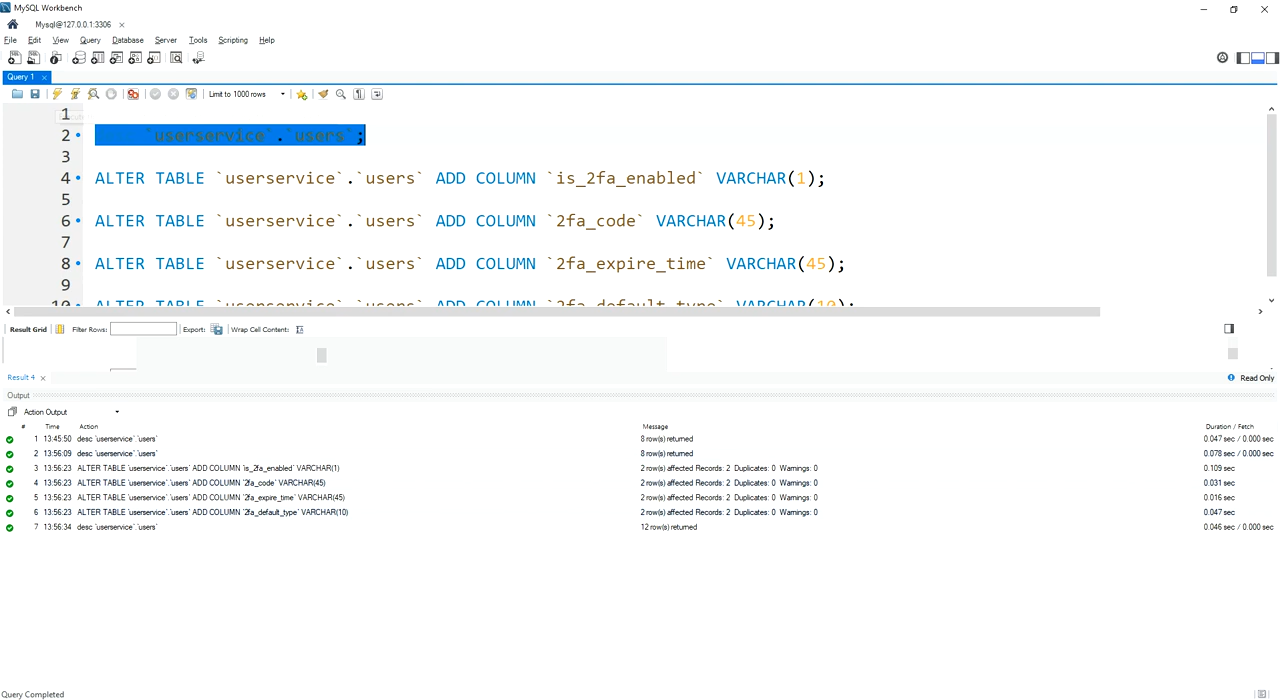 MySQL Workbench
Mysql@127.0.0.1:3306
File Edit View Query Database Server Tools Scripting Help
Query 1
Limit to 1000 rows
1
2 `userservice`.`users`;
3
4 ALTER TABLE `userservice`.`users` ADD COLUMN `is_2fa_enabled` VARCHAR(1);
5
6 ALTER TABLE `userservice`.`users` ADD COLUMN `2fa_code` VARCHAR(45);
7
8 ALTER TABLE `userservice`.`users` ADD COLUMN `2fa_expire_time` VARCHAR(45);
9
10 ALTER TABLE `userservice`.`users` ADD COLUMN `2fa_default_type` VARCHAR(10);
Result Grid Filter Rows: Export: Wrap Cell Content:
Result 4 Read Only
Output
Action Output
# Time Action Message Duration / Fetch
1 13:45:50 desc `userservice`.`users` 8 row(s) returned 0.047 sec / 0.000 sec
2 13:56:09 desc `userservice`.`users` 8 row(s) returned 0.078 sec / 0.000 sec
3 13:56:23 ALTER TABLE `userservice`.`users` ADD COLUMN `is_2fa_enabled` VARCHAR(1) 2 row(s) affected Records: 2 Duplicates: 0 Warnings: 0 0.109 sec
4 13:56:23 ALTER TABLE `userservice`.`users` ADD COLUMN `2fa_code` VARCHAR(45) 2 row(s) affected Records: 2 Duplicates: 0 Warnings: 0 0.031 sec
5 13:56:23 ALTER TABLE `userservice`.`users` ADD COLUMN `2fa_expire_time` VARCHAR(45) 2 row(s) affected Records: 2 Duplicates: 0 Warnings: 0 0.016 sec
6 13:56:23 ALTER TABLE `userservice`.`users` ADD COLUMN `2fa_default_type` VARCHAR(10) 2 row(s) affected Records: 2 Duplicates: 0 Warnings: 0 0.047 sec
7 13:56:34 desc `userservice`.`users` 12 row(s) returned 0.046 sec / 0.000 sec
Query Completed